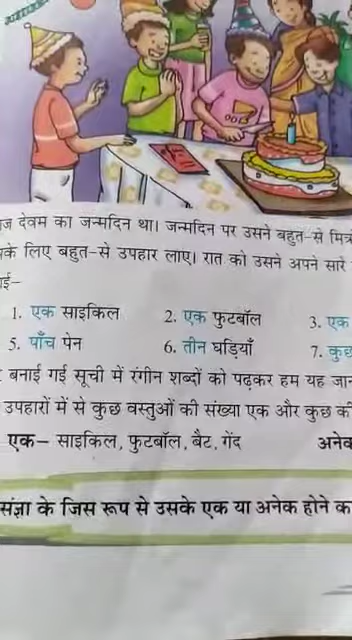 देवम का जन्मदिन था। जन्मदिन पर उसने बहुत-से
लिए बहुत-से उपहार लाए। रात को उसने अपने सारे
1. एक साइकिल 2. एक फुटबॉल 3. एक
5. पाँच पेन 6. तीन घड़ियाँ 7.
बनाई गई सूची में रंगीन शब्दों को पढ़कर हम यह
उपहारों में से कुछ वस्तुओं की संख्या एक और कुछ की
एक– साइकिल, फुटबॉल, बैट, गेंद
संज्ञा के जिस रूप से उसके एक या अनेक होने